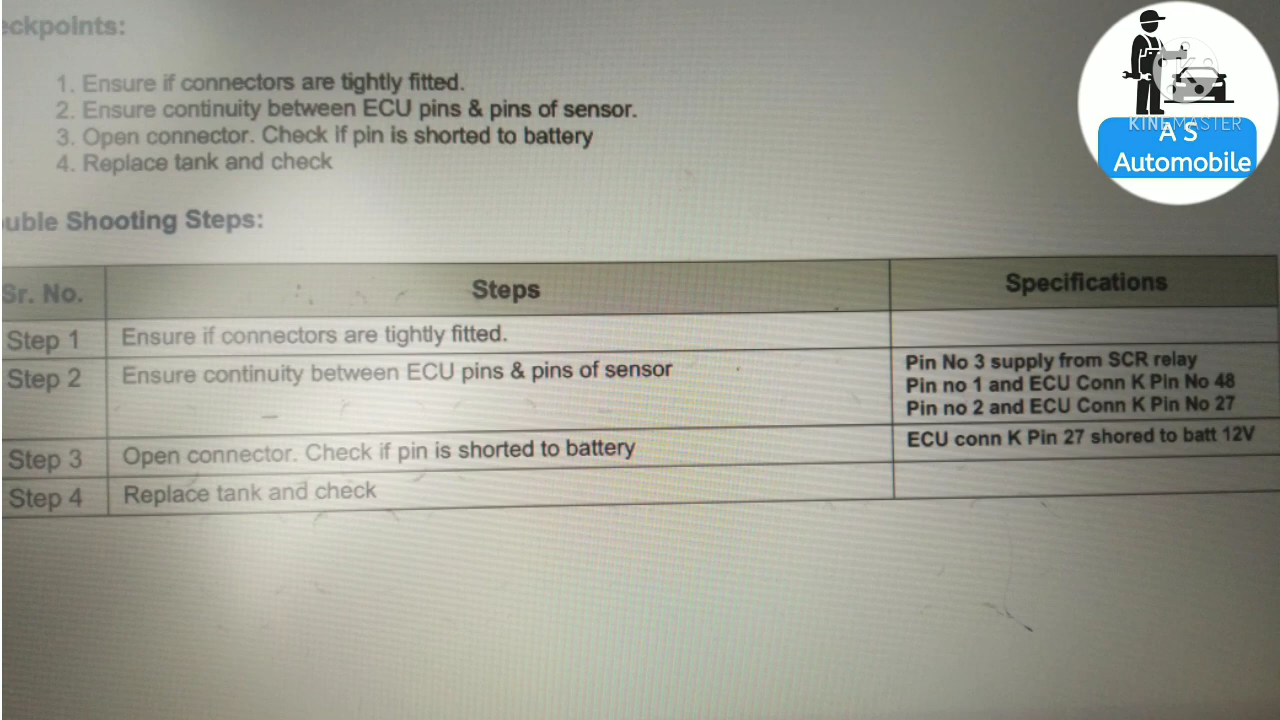 eckpoints:
1. Ensure if connectors are tightly fitted.
2. Ensure continuity between ECU pins & pins of sensor.
3. Open connector. Check if pin is shorted to battery
4. Replace tank and check
ouble Shooting Steps:
Sr. No. Steps Specifications
Step 1 Ensure if connectors are tightly fitted.
Step 2 Ensure continuity between ECU pins & pins of sensor
Pin No 3 supply from SCR relay
Pin no 1 and ECU Conn K Pin No 48
Pin no 2 and ECU Conn K Pin No 27
Step 3 Open connector. Check if pin is shorted to battery ECU conn K Pin 27 shored to batt 12V
Step 4 Replace tank and check
KINEMASTER
A S
Automobile